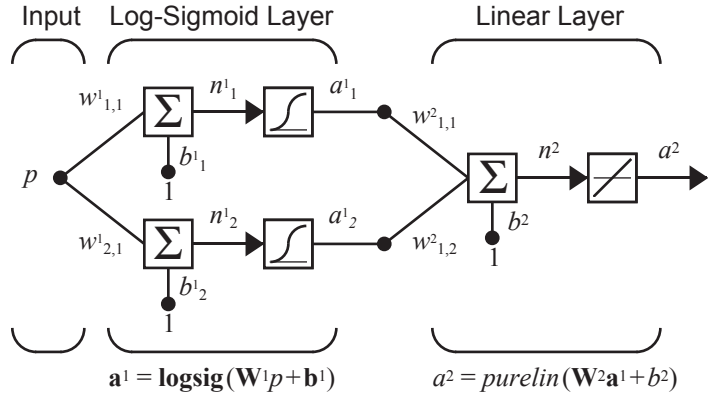 Input Log-Sigmoid Layer Linear Layer
w¹1,1 n¹1 a¹1 w²1,1
Σ
b¹1
1
p Σ n² a²
w¹2,1 n¹2 a¹2 w²1,2 b²
Σ 1
b¹2
1
a¹ = logsig(W¹p+b¹) a² = purelin(W²a¹+b²)